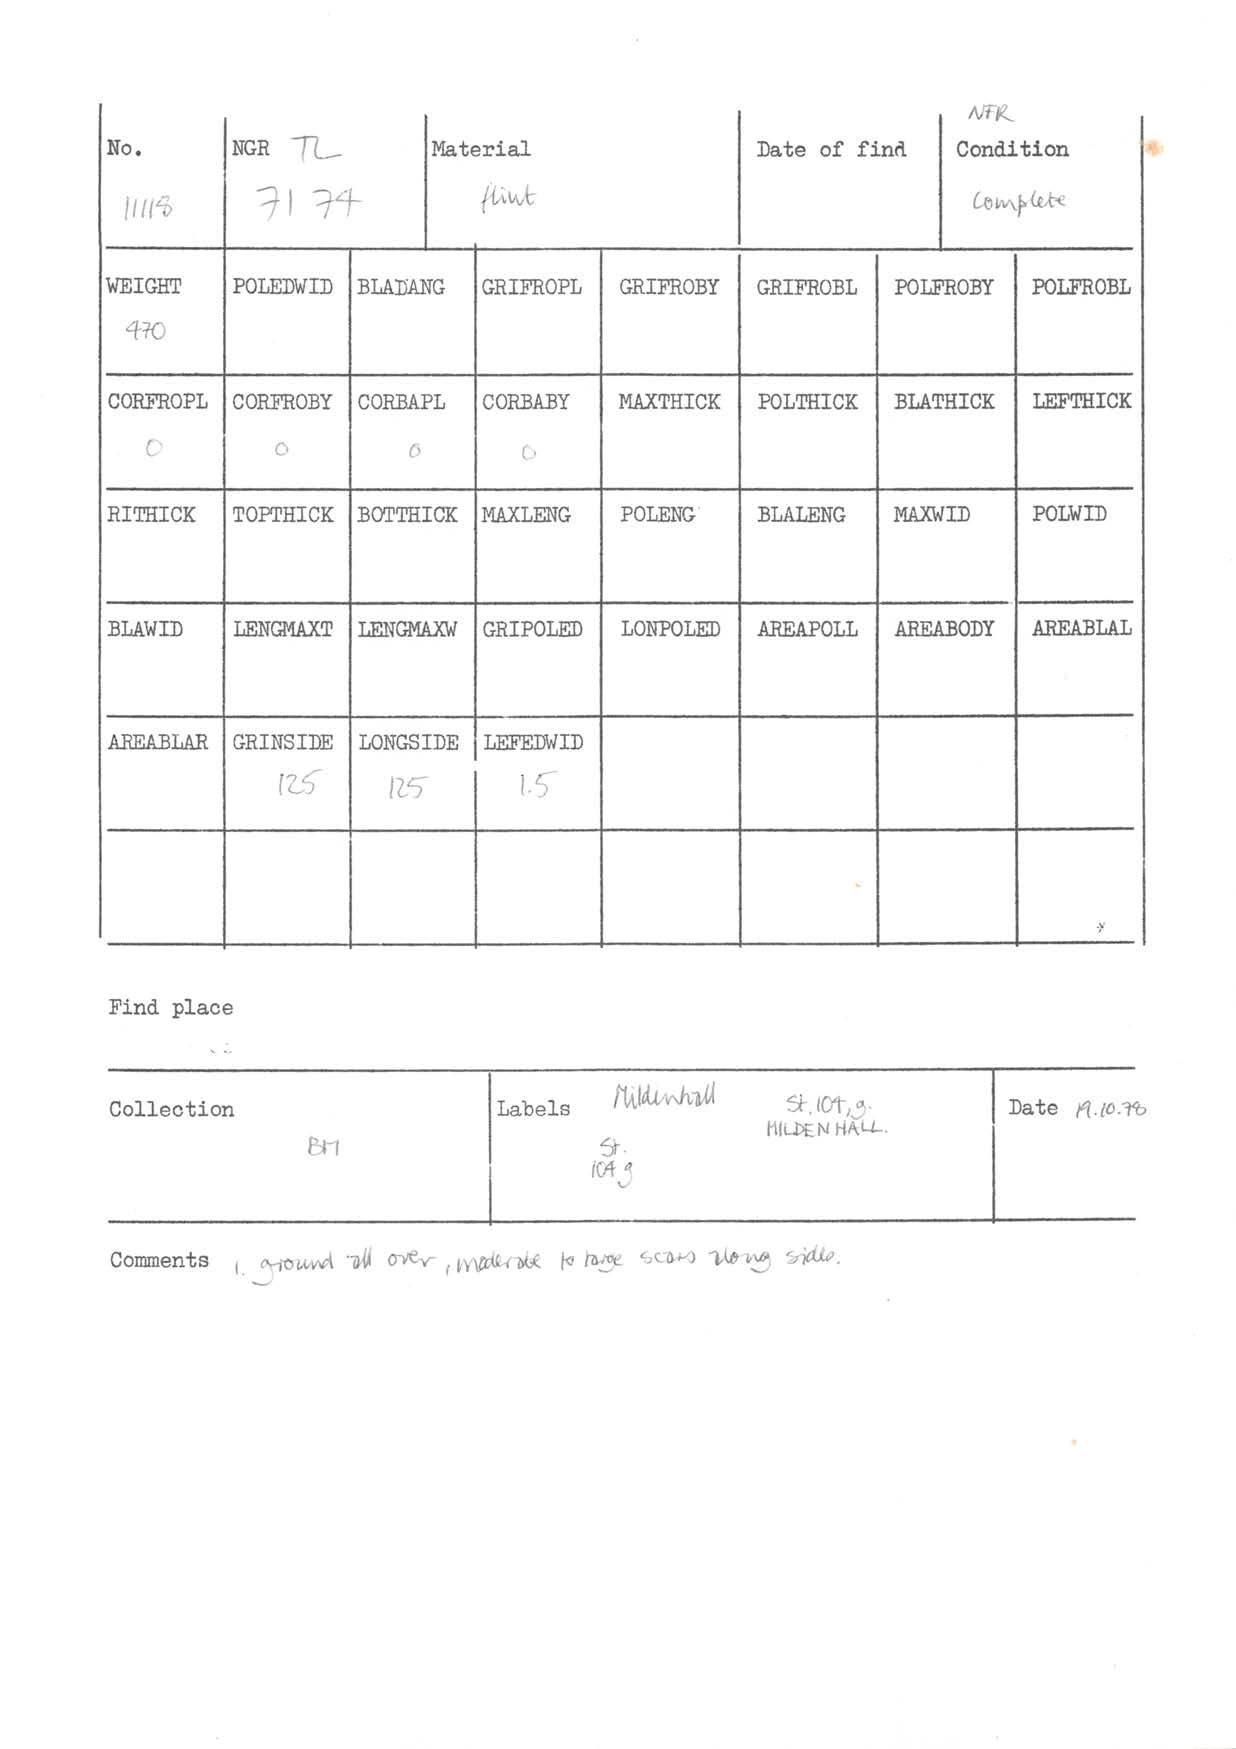 NFR
No. NGR TL Material Date of find Condition
11118 71 74 flint Complete
WEIGHT POLEDWID BLADANG GRIFROPL GRIFROBY GRIFROBL POLFROBY POLFROBL
470
CORFROPL CORFROBY CORBAPL CORBABY MAXTHICK POLTHICK BLATHICK LEFTHICK
0 0 0 0
RITHICK TOPTHICK BOTTHICK MAXLENG POLENG BLALENG MAXWID POLWID
BLAWID LENGMAXT LENGMAXW GRIPOLED LONPOLED AREAPOLL AREABODY AREABLAL
AREABLAR GRINSIDE LONGSIDE LEFEDWID
125 125 1.5
Find place
Collection Labels Mildenhall St. 104, g. Date 19.10.78
MILDENHALL.
BM St.
104 g
Comments 1. ground all over, moderate to large scars along sides.